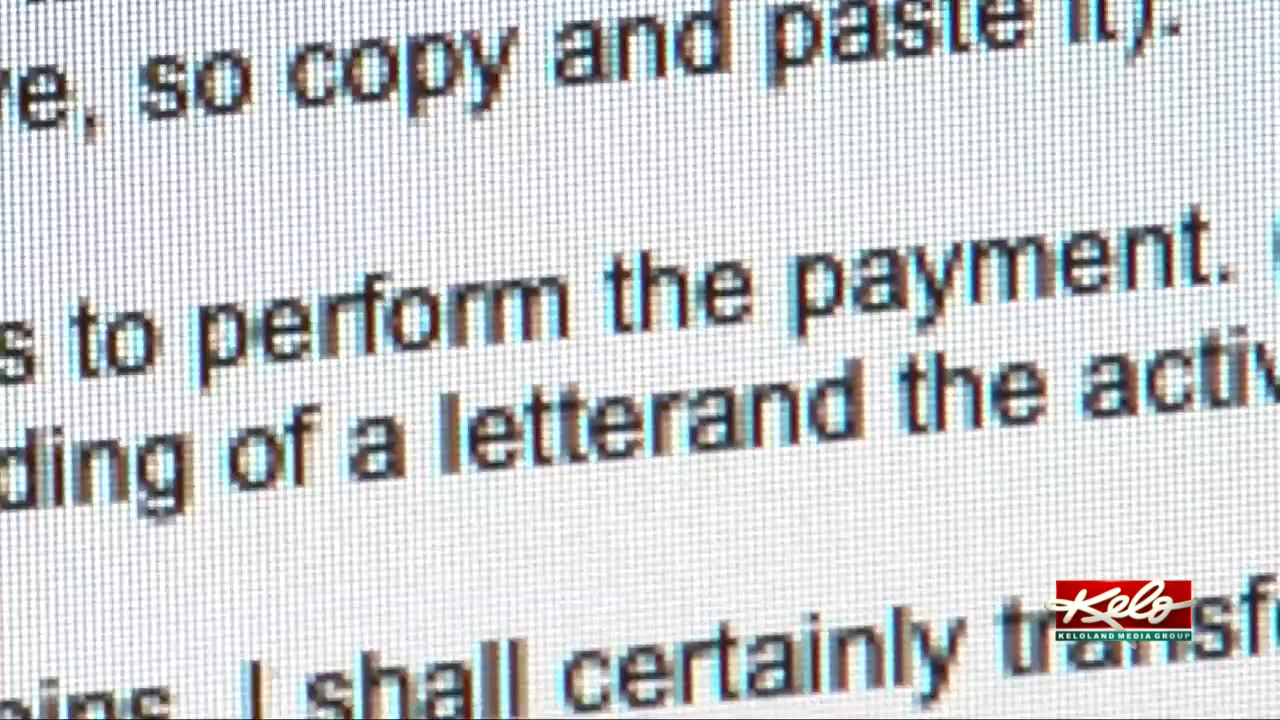 e, so copy and paste it).
s to perform the payment.
ding of a letterand the activ
I shall certainly transf
Kelo
KELOLAND MEDIA GROUP